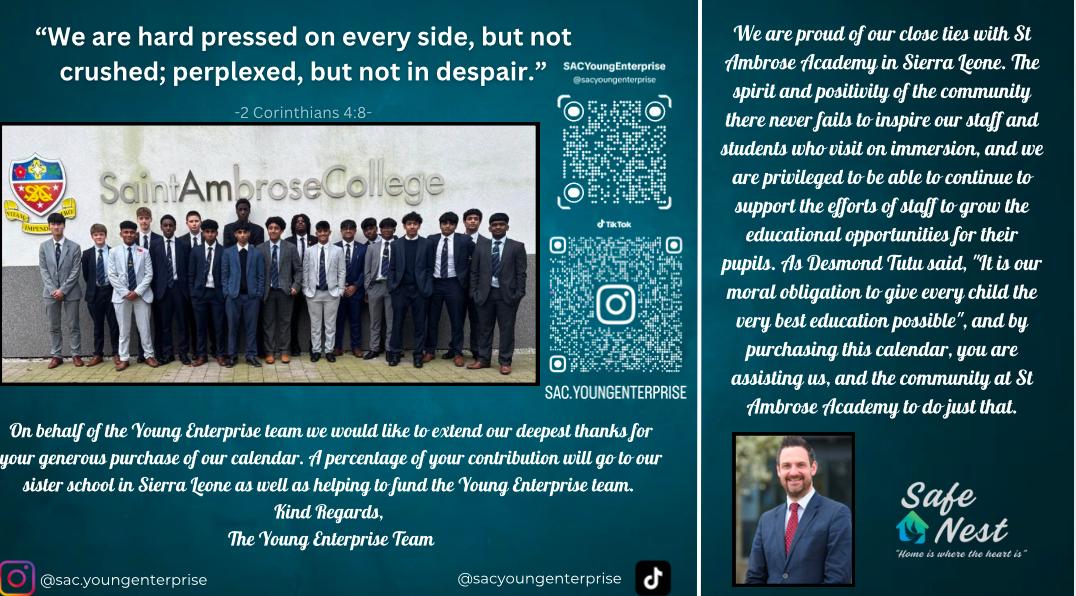 “We are hard pressed on every side, but not
crushed; perplexed, but not in despair.”
-2 Corinthians 4:8-
SACYoungEnterprise
@sacyoungenterprise
TikTok
SAC.YOUNGENTERPRISE
SaintAmbroseCollege
On behalf of the Young Enterprise team we would like to extend our deepest thanks for
your generous purchase of our calendar. A percentage of your contribution will go to our
sister school in Sierra Leone as well as helping to fund the Young Enterprise team.
Kind Regards,
The Young Enterprise Team
@sac.youngenterprise
@sacyoungenterprise
We are proud of our close ties with St
Ambrose Academy in Sierra Leone. The
spirit and positivity of the community
there never fails to inspire our staff and
students who visit on immersion, and we
are privileged to be able to continue to
support the efforts of staff to grow the
educational opportunities for their
pupils. As Desmond Tutu said, "It is our
moral obligation to give every child the
very best education possible", and by
purchasing this calendar, you are
assisting us, and the community at St
Ambrose Academy to do just that.
Safe
Nest
"Home is where the heart is"